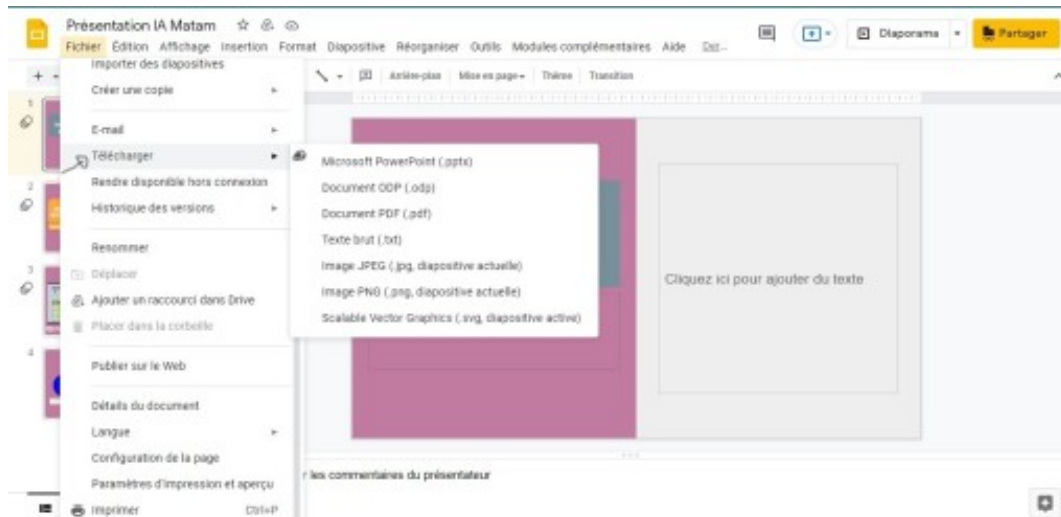 Présentation IA Matam
Fichier Édition Affichage Insertion Format Diapositive Réorganiser Outils Modules complémentaires Aide
Diaporama
Partager
Importer des diapositives
Créer une copie
E-mail
Télécharger
Rendre disponible hors connexion
Historique des versions
Renommer
Déplacer
Ajouter un raccourci dans Drive
Placer dans la corbeille
Publier sur le Web
Détails du document
Langue
Configuration de la page
Paramètres d'impression et aperçu
Imprimer Ctrl+P
Microsoft PowerPoint (.pptx)
Document ODP (.odp)
Document PDF (.pdf)
Texte brut (.txt)
Image JPEG (.jpg, diapositive actuelle)
Image PNG (.png, diapositive actuelle)
Scalable Vector Graphics (.svg, diapositive active)
Arrière-plan Mise en page Thème Transition
1
2
3
4
Cliquez ici pour ajouter du texte
les commentaires du présentateur